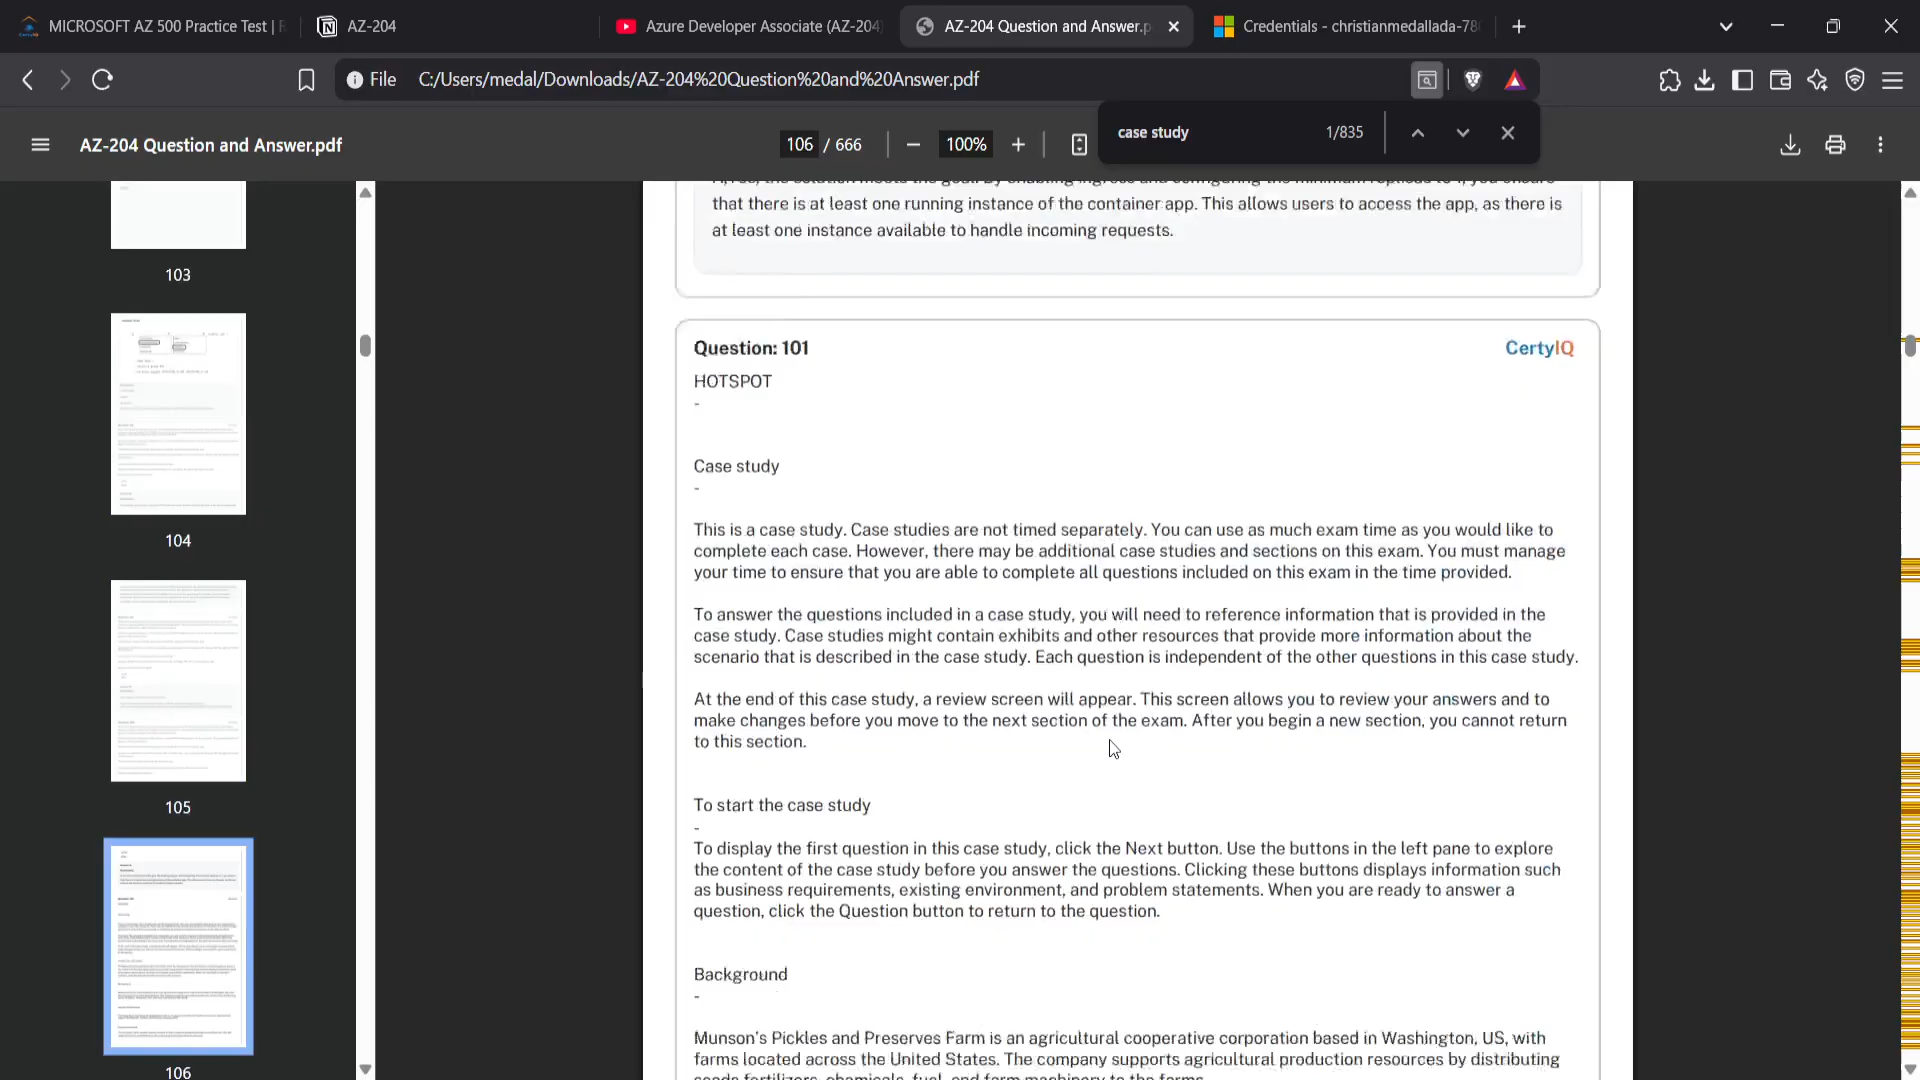 MICROSOFT AZ 500 Practice Test |
AZ-204
Azure Developer Associate (AZ-204)
AZ-204 Question and Answer.p
Credentials - christianmedallada-78
File
C:/Users/medal/Downloads/AZ-204%20Question%20and%20Answer.pdf
AZ-204 Question and Answer.pdf
106 / 666
100%
case study
1/835
103
104
105
106
that there is at least one running instance of the container app. This allows users to access the app, as there is
at least one instance available to handle incoming requests.
Question: 101
CertyIQ
HOTSPOT
-
Case study
-
This is a case study. Case studies are not timed separately. You can use as much exam time as you would like to
complete each case. However, there may be additional case studies and sections on this exam. You must manage
your time to ensure that you are able to complete all questions included on this exam in the time provided.
To answer the questions included in a case study, you will need to reference information that is provided in the
case study. Case studies might contain exhibits and other resources that provide more information about the
scenario that is described in the case study. Each question is independent of the other questions in this case study.
At the end of this case study, a review screen will appear. This screen allows you to review your answers and to
make changes before you move to the next section of the exam. After you begin a new section, you cannot return
to this section.
To start the case study
-
To display the first question in this case study, click the Next button. Use the buttons in the left pane to explore
the content of the case study before you answer the questions. Clicking these buttons displays information such
as business requirements, existing environment, and problem statements. When you are ready to answer a
question, click the Question button to return to the question.
Background
-
Munson's Pickles and Preserves Farm is an agricultural cooperative corporation based in Washington, US, with
farms located across the United States. The company supports agricultural production resources by distributing
seeds fertilizers, chemicals, fuel, and farm machinery to the farms.